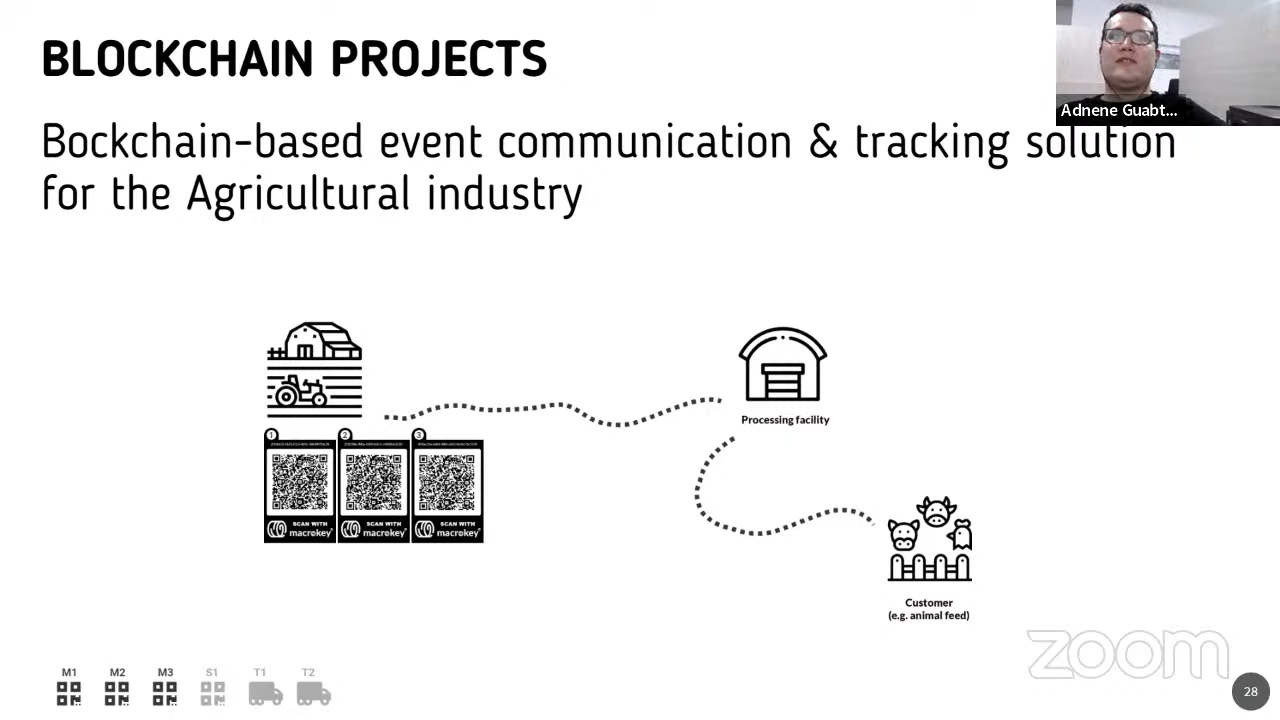 BLOCKCHAIN PROJECTS
Adnene Guabt...
Bockchain-based event communication & tracking solution
for the Agricultural industry
Processing facility
1 2 3
SCAN WITH SCAN WITH SCAN WITH
macrokey macrokey macrokey
Customer
(e.g. animal feed)
zoom
M1 M2 M3 S1 T1 T2
28